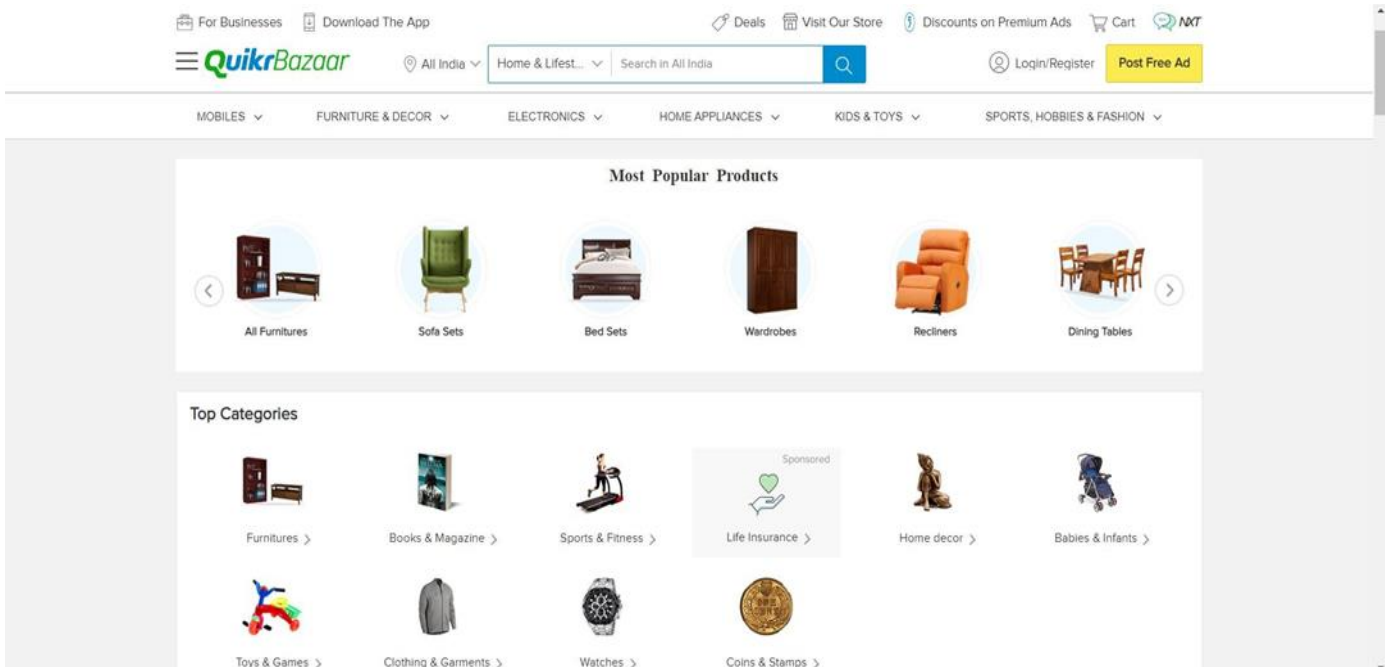 For Businesses Download The App Deals Visit Our Store Discounts on Premium Ads Cart NXT
QuikrBazaar All India Home & Lifest... Search in All India Login/Register Post Free Ad
MOBILES FURNITURE & DECOR ELECTRONICS HOME APPLIANCES KIDS & TOYS SPORTS, HOBBIES & FASHION
Most Popular Products
All Furnitures Sofa Sets Bed Sets Wardrobes Recliners Dining Tables
Top Categories
Sponsored
Furnitures Books & Magazine Sports & Fitness Life Insurance Home decor Babies & Infants
ONE
CENT
Toys & Games Clothing & Garments Watches Coins & Stamps